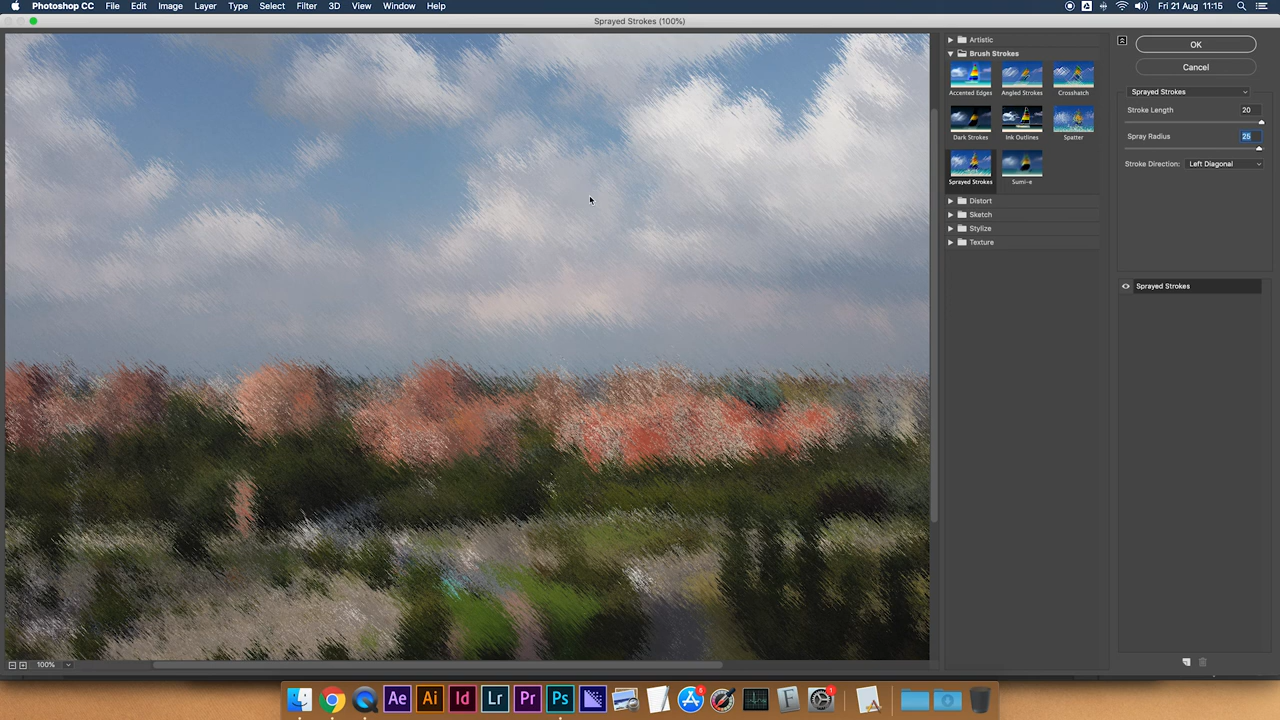 Photoshop CC File Edit Image Layer Type Select Filter 3D View Window Help Fri 21 Aug 11:15
Sprayed Strokes (100%)
Artistic
Brush Strokes
Accented Edges Angled Strokes Crosshatch
Dark Strokes Ink Outlines Spatter
Sprayed Strokes Sumi-e
Distort
Sketch
Stylize
Texture
OK
Cancel
Sprayed Strokes
Stroke Length 20
Spray Radius 25
Stroke Direction: Left Diagonal
Sprayed Strokes
100%
Ae Ai Id Lr Pr Ps F 1